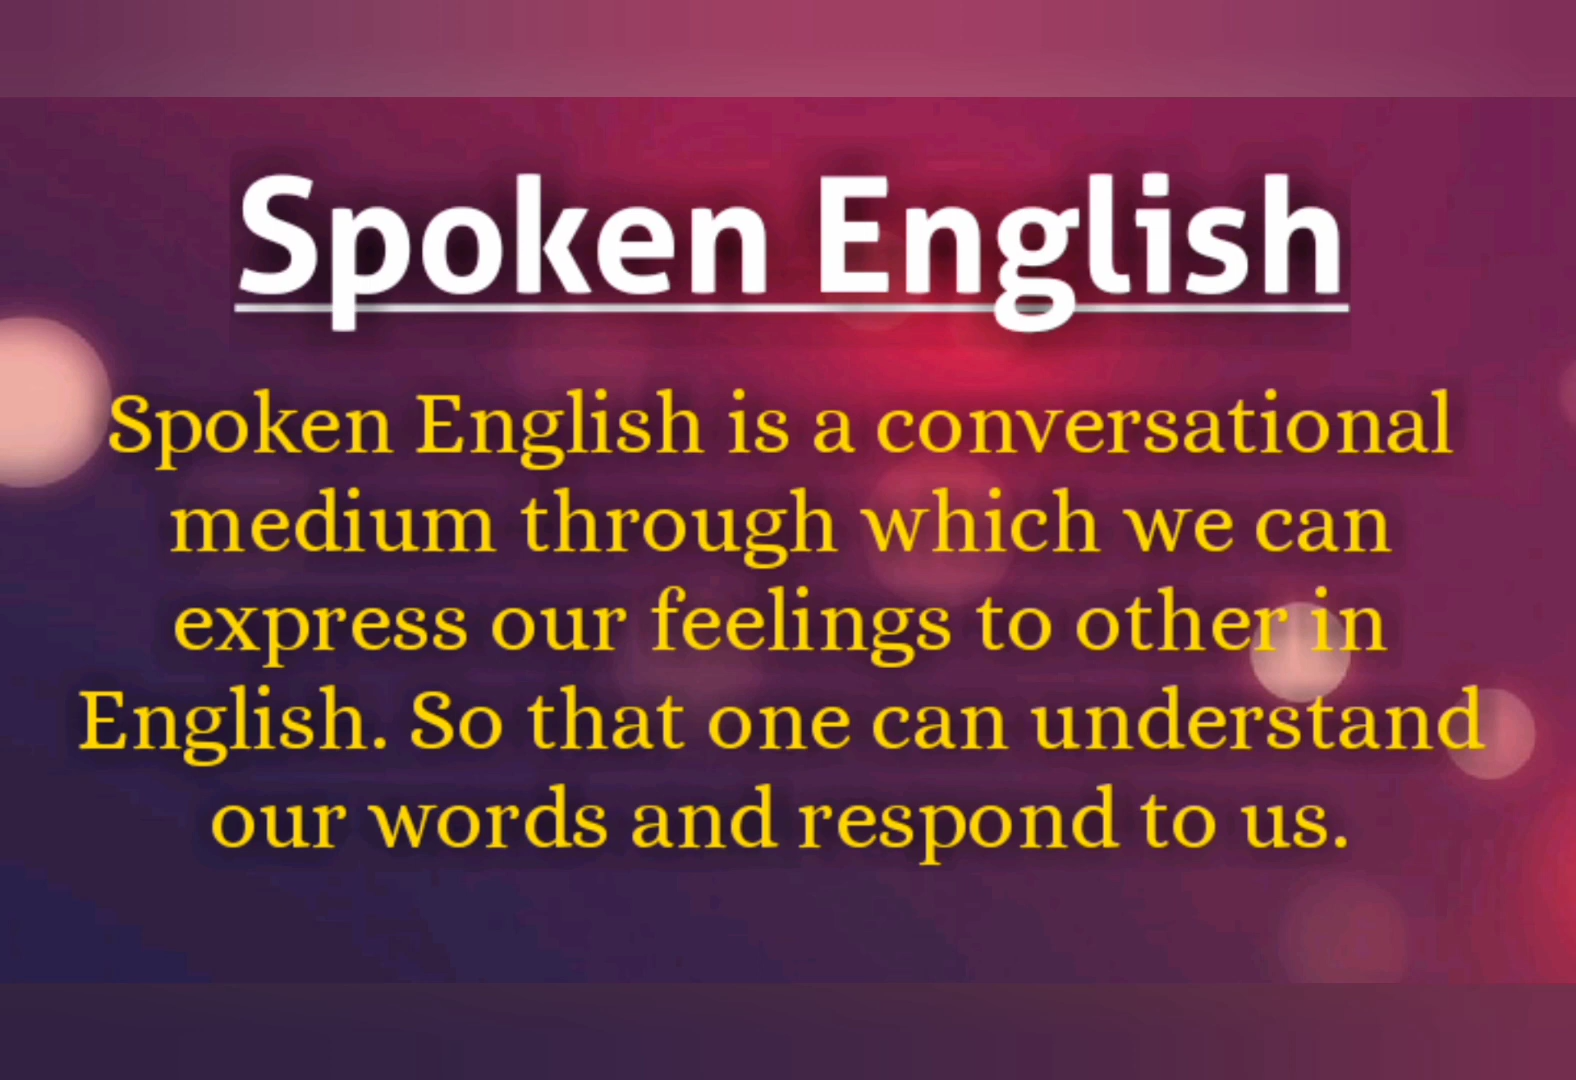 Spoken English
Spoken English is a conversational
medium through which we can
express our feelings to other in
English. So that one can understand
our words and respond to us.